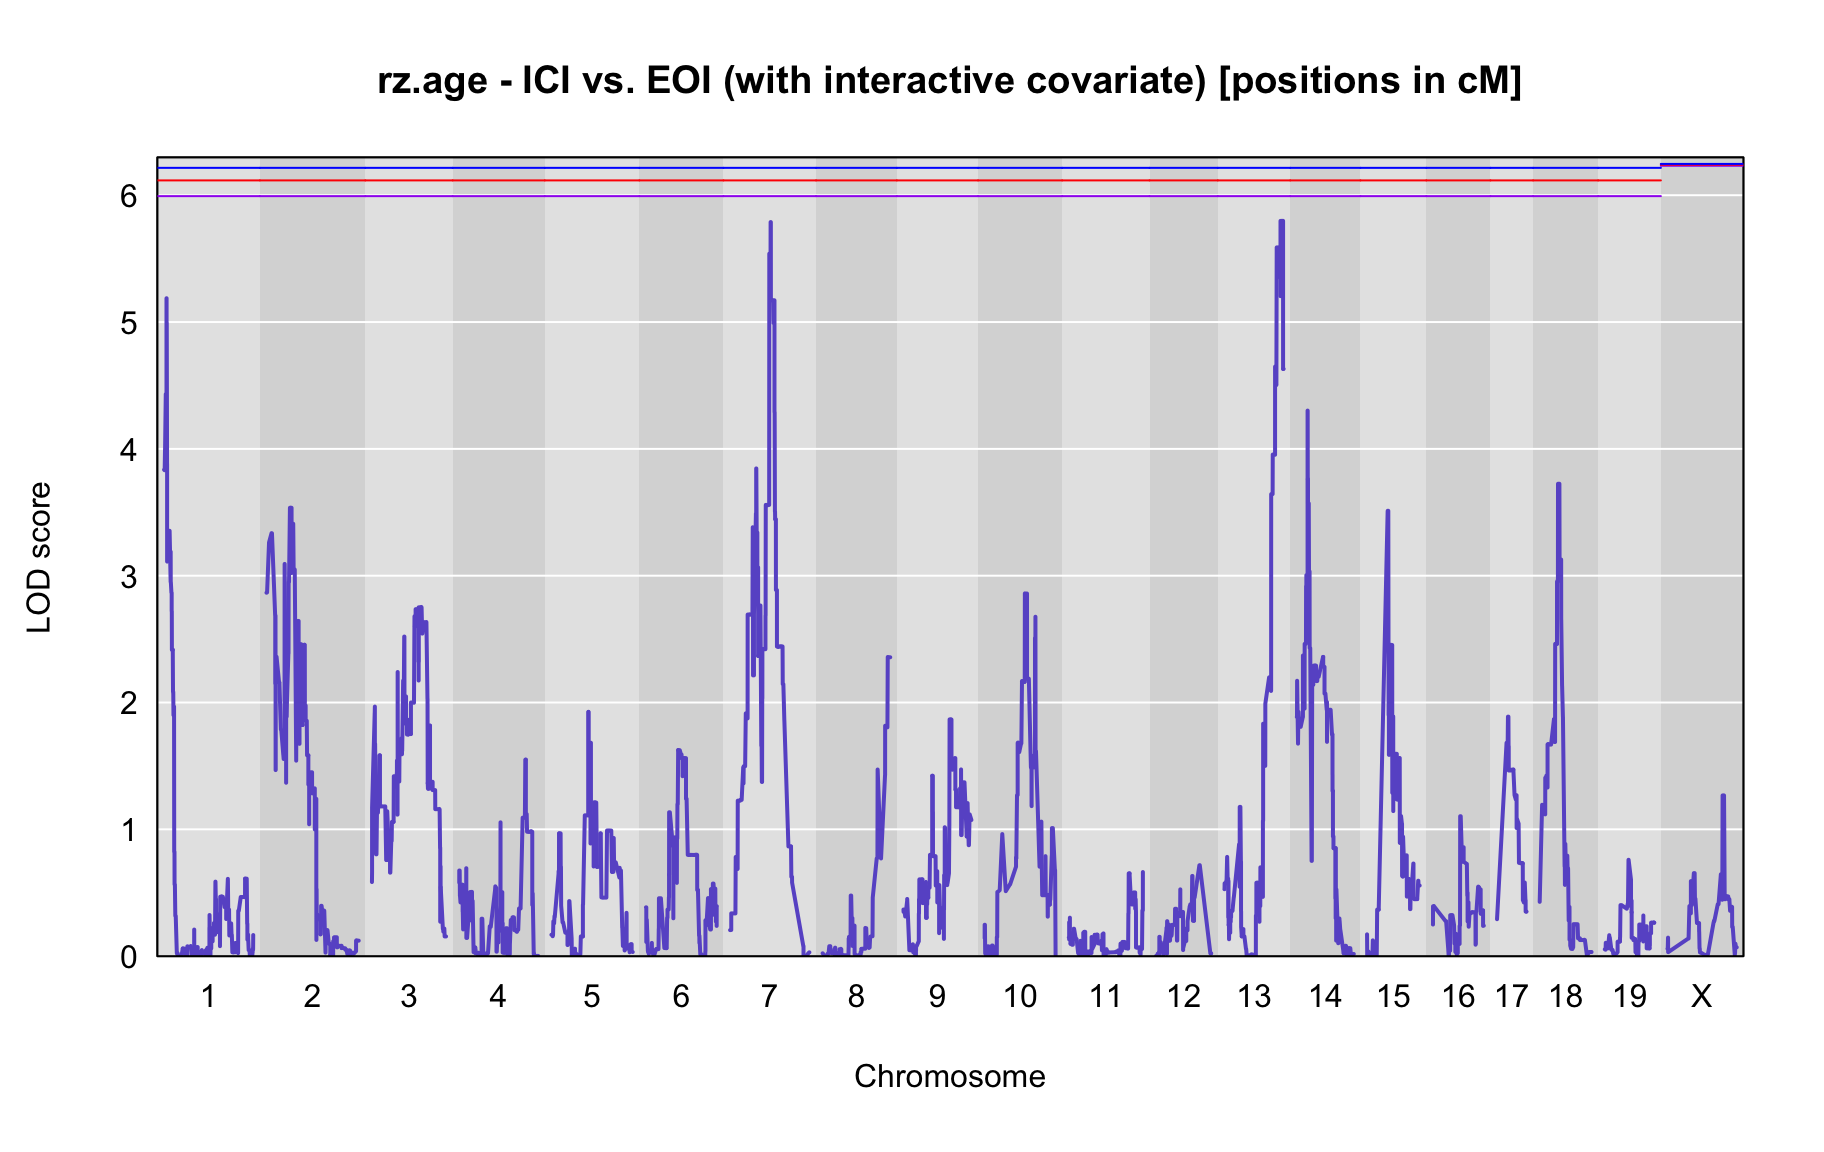 rz.age - ICI vs. EOI (with interactive covariate) [positions in cM]
6
5
4
3
2
1
0
LOD score
1 2 3 4 5 6 7 8 9 10 11 12 13 14 15 16 17 18 19 X
Chromosome